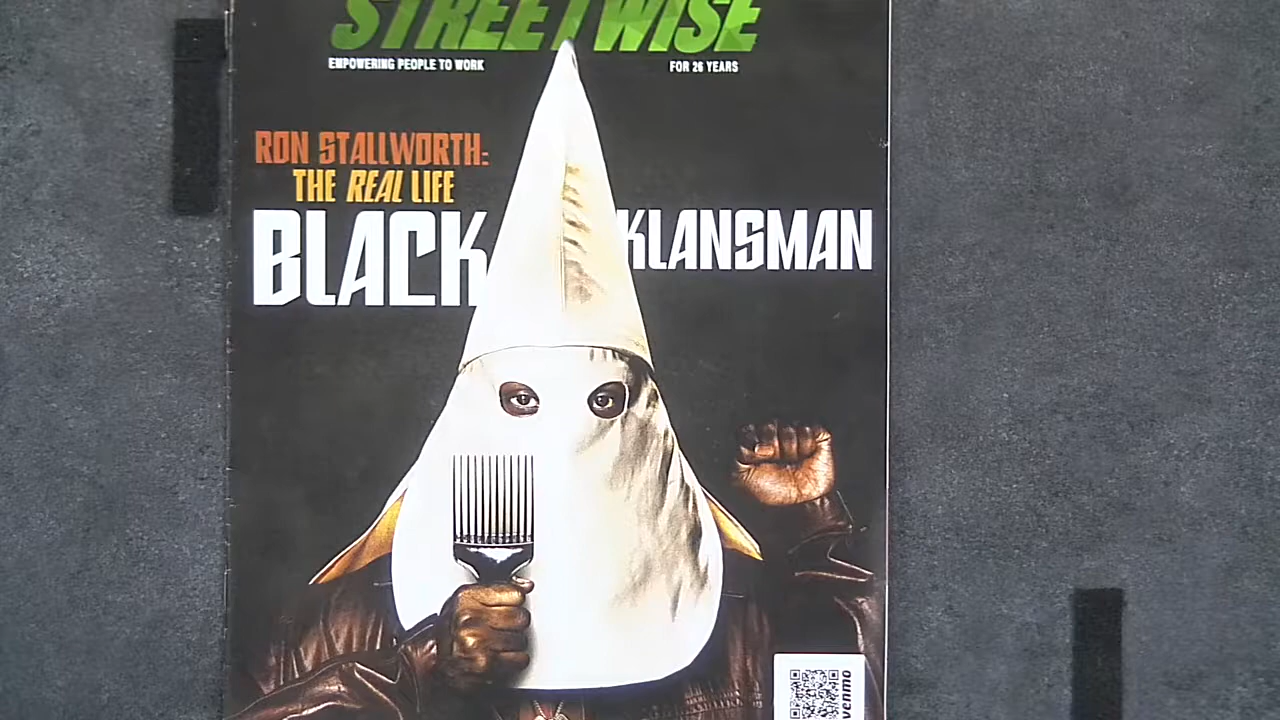 STREETWISE
EMPOWERING PEOPLE TO WORK
FOR 26 YEARS
RON STALLWORTH:
THE REAL LIFE
BLACK KLANSMAN
venmo